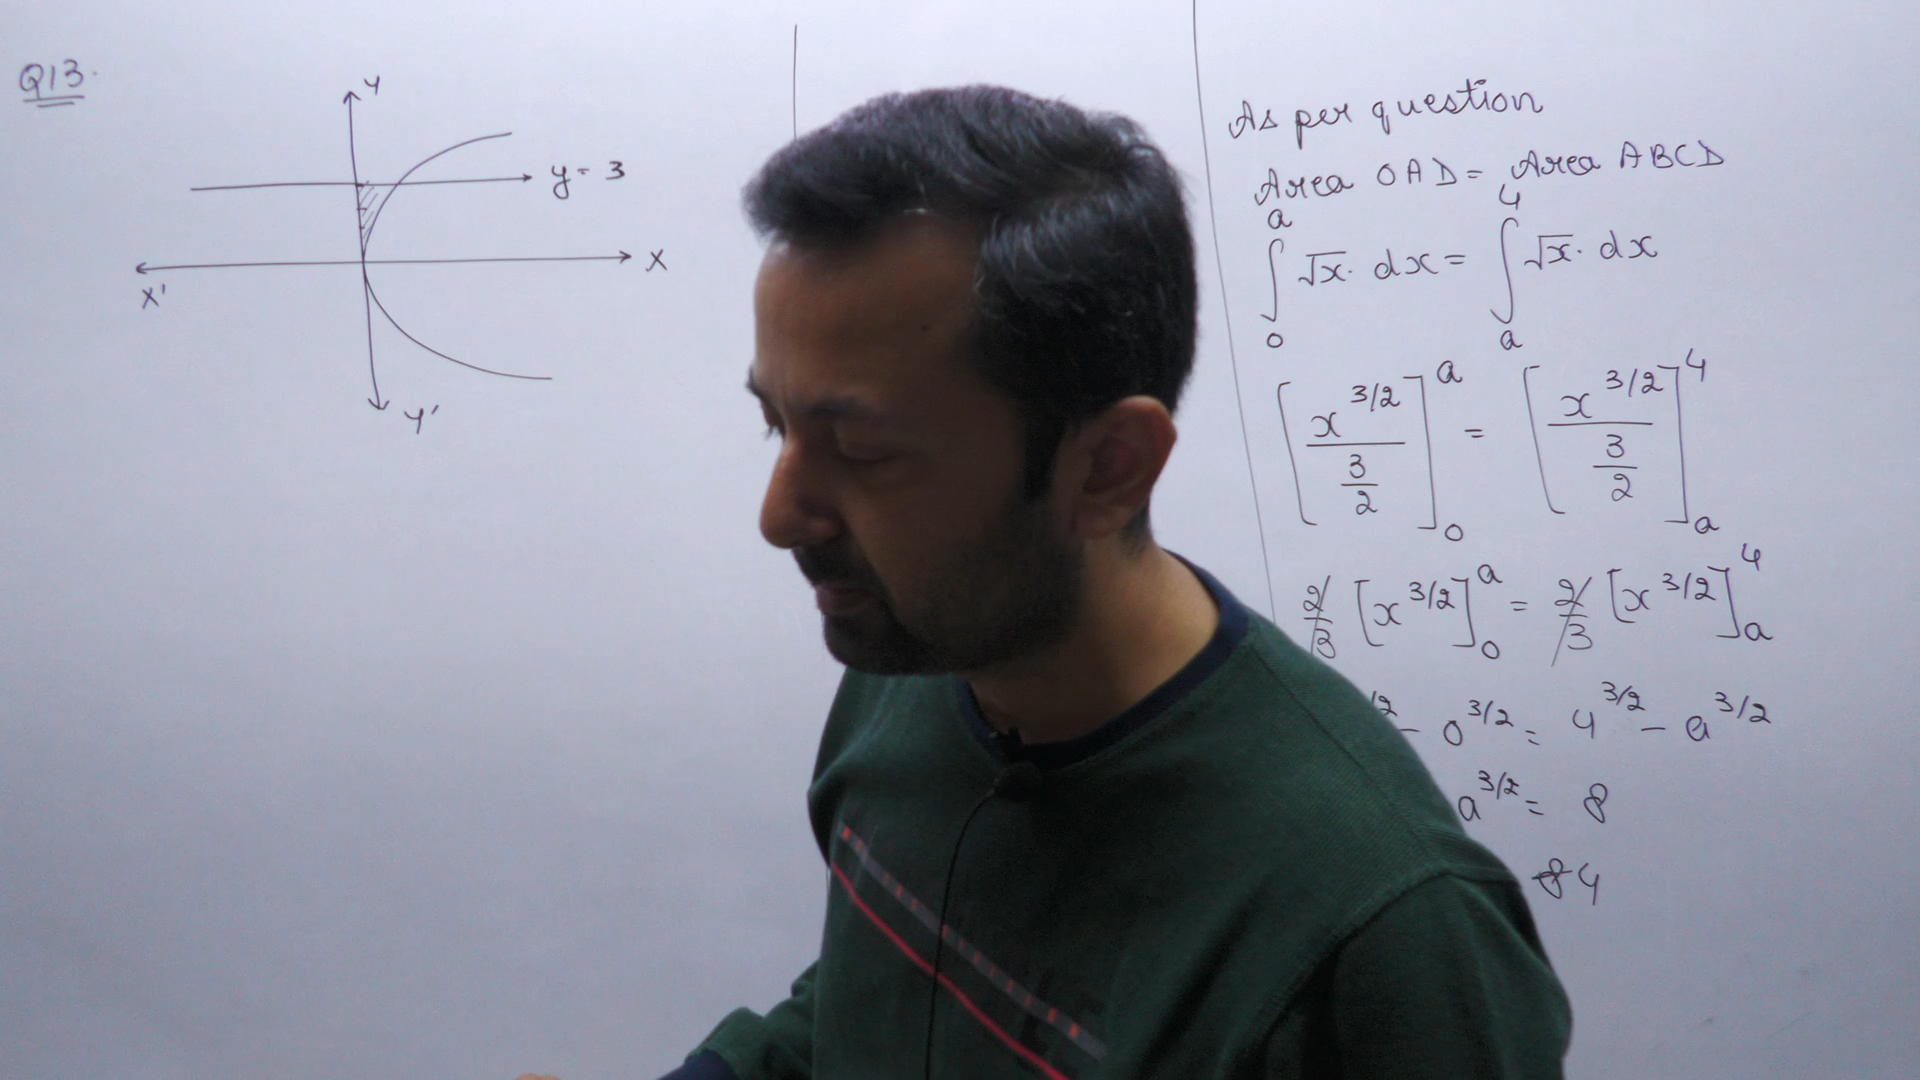 Q13.
Y
y = 3
X
X'
Y'
As per question
Area OAD = Area ABCD
∫₀ᵃ √x · dx = ∫ₐ⁴ √x · dx
[x^3/2 / (3/2)]₀ᵃ = [x^3/2 / (3/2)]ₐ⁴
2/3 [x^3/2]₀ᵃ = 2/3 [x^3/2]ₐ⁴
- 0^3/2 = 4^3/2 - a^3/2
a^3/2 = 8
4